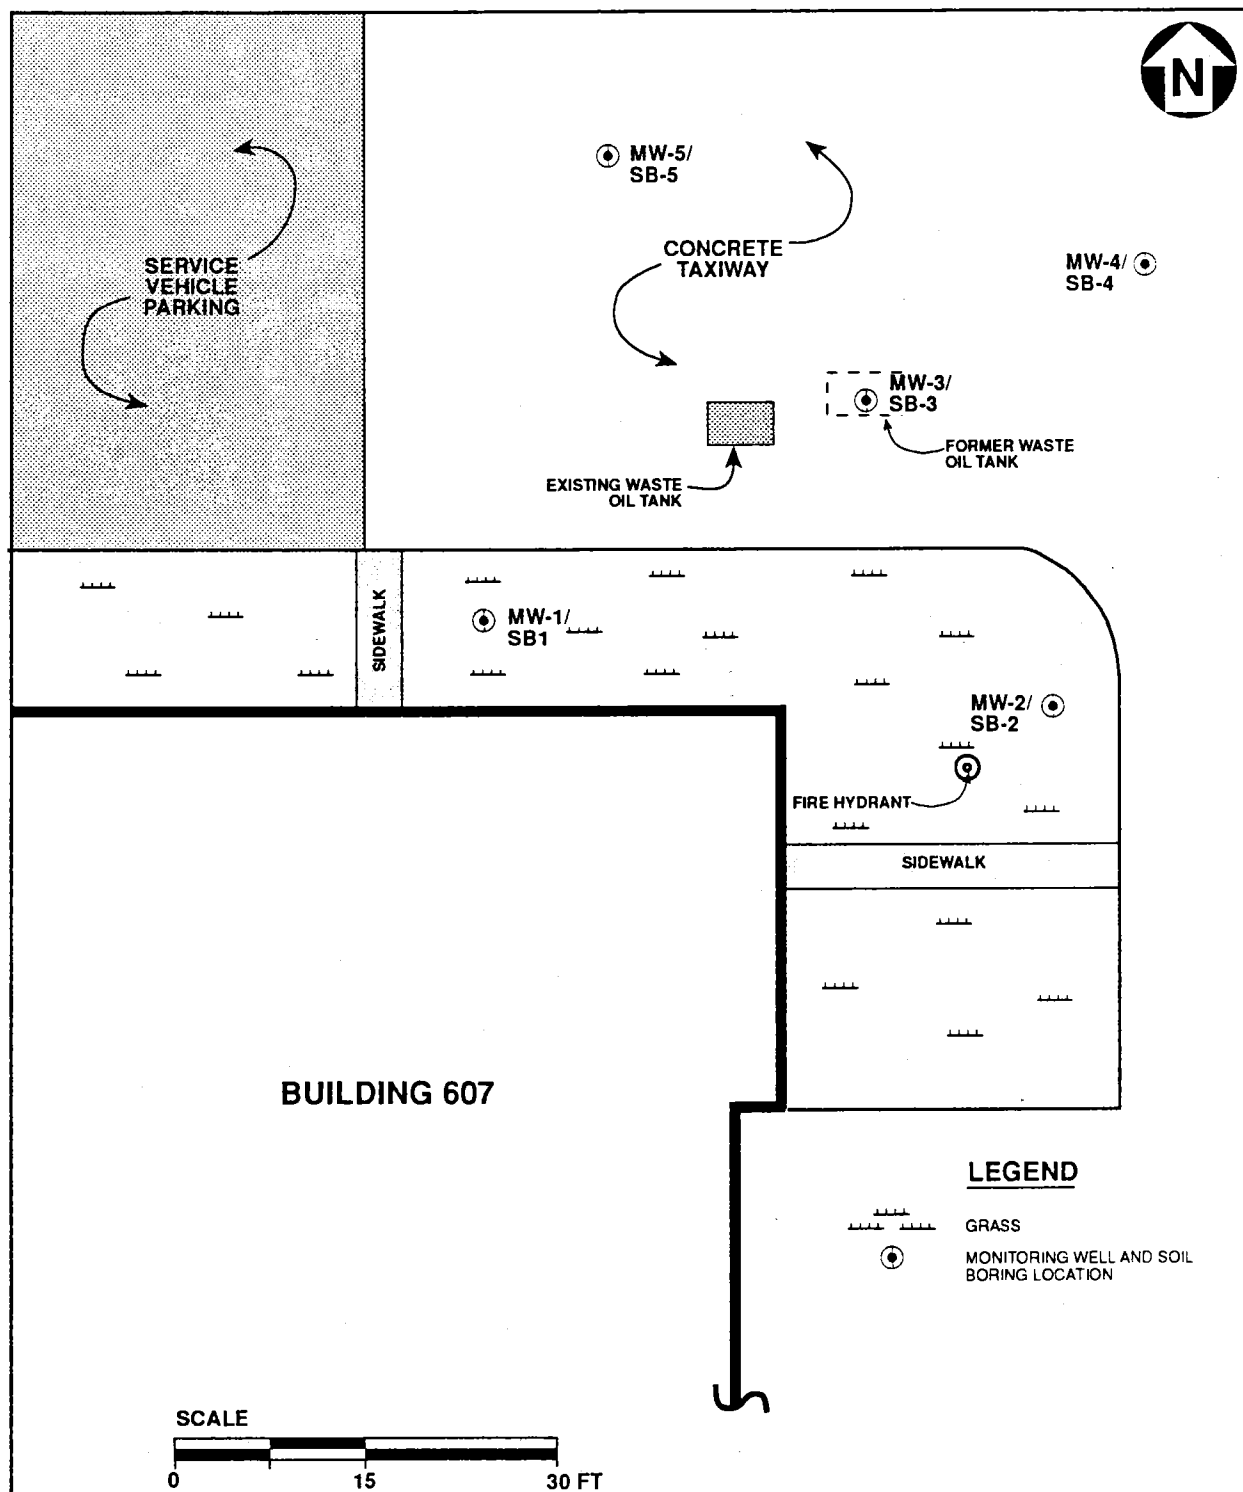 N
MW-5/
SB-5
CONCRETE
TAXIWAY
MW-4/
SB-4
SERVICE
VEHICLE
PARKING
MW-3/
SB-3
FORMER WASTE
OIL TANK
EXISTING WASTE
OIL TANK
SIDEWALK
MW-1/
SB1
MW-2/
SB-2
FIRE HYDRANT
SIDEWALK
BUILDING 607
LEGEND
GRASS
MONITORING WELL AND SOIL
BORING LOCATION
SCALE
0 15 30 FT